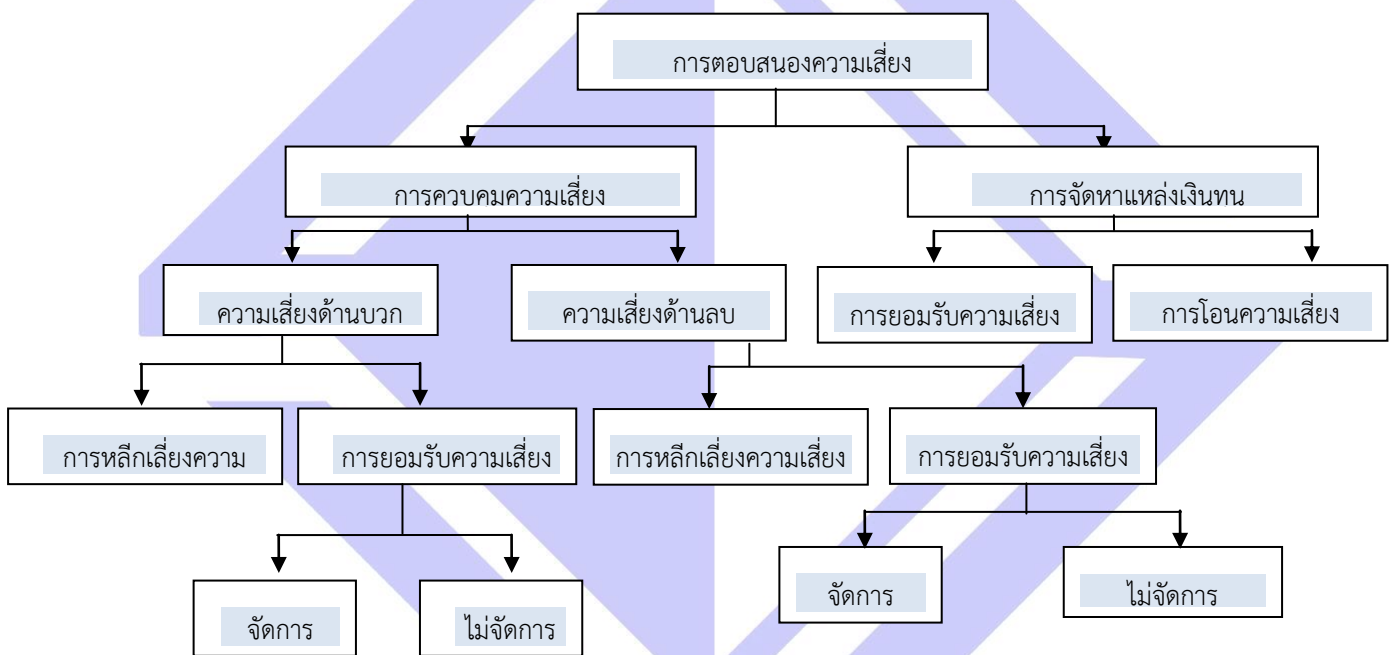 การตอบสนองความเสี่ยง
การควบคมความเสี่ยง
การจัดหาแหล่งเงินทน
ความเสี่ยงด้านบวก
ความเสี่ยงด้านลบ
การยอมรับความเสี่ยง
การโอนความเสี่ยง
การหลีกเลี่ยงความ
การยอมรับความเสี่ยง
การหลีกเลี่ยงความเสี่ยง
การยอมรับความเสี่ยง
จัดการ
ไม่จัดการ
จัดการ
ไม่จัดการ